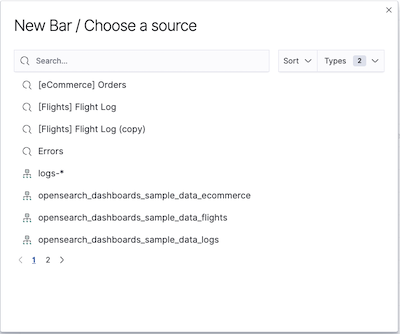 New Bar / Choose a source
Search...
Sort
Types 2
[eCommerce] Orders
[Flights] Flight Log
[Flights] Flight Log (copy)
Errors
logs-*
opensearch_dashboards_sample_data_ecommerce
opensearch_dashboards_sample_data_flights
opensearch_dashboards_sample_data_logs
1 2